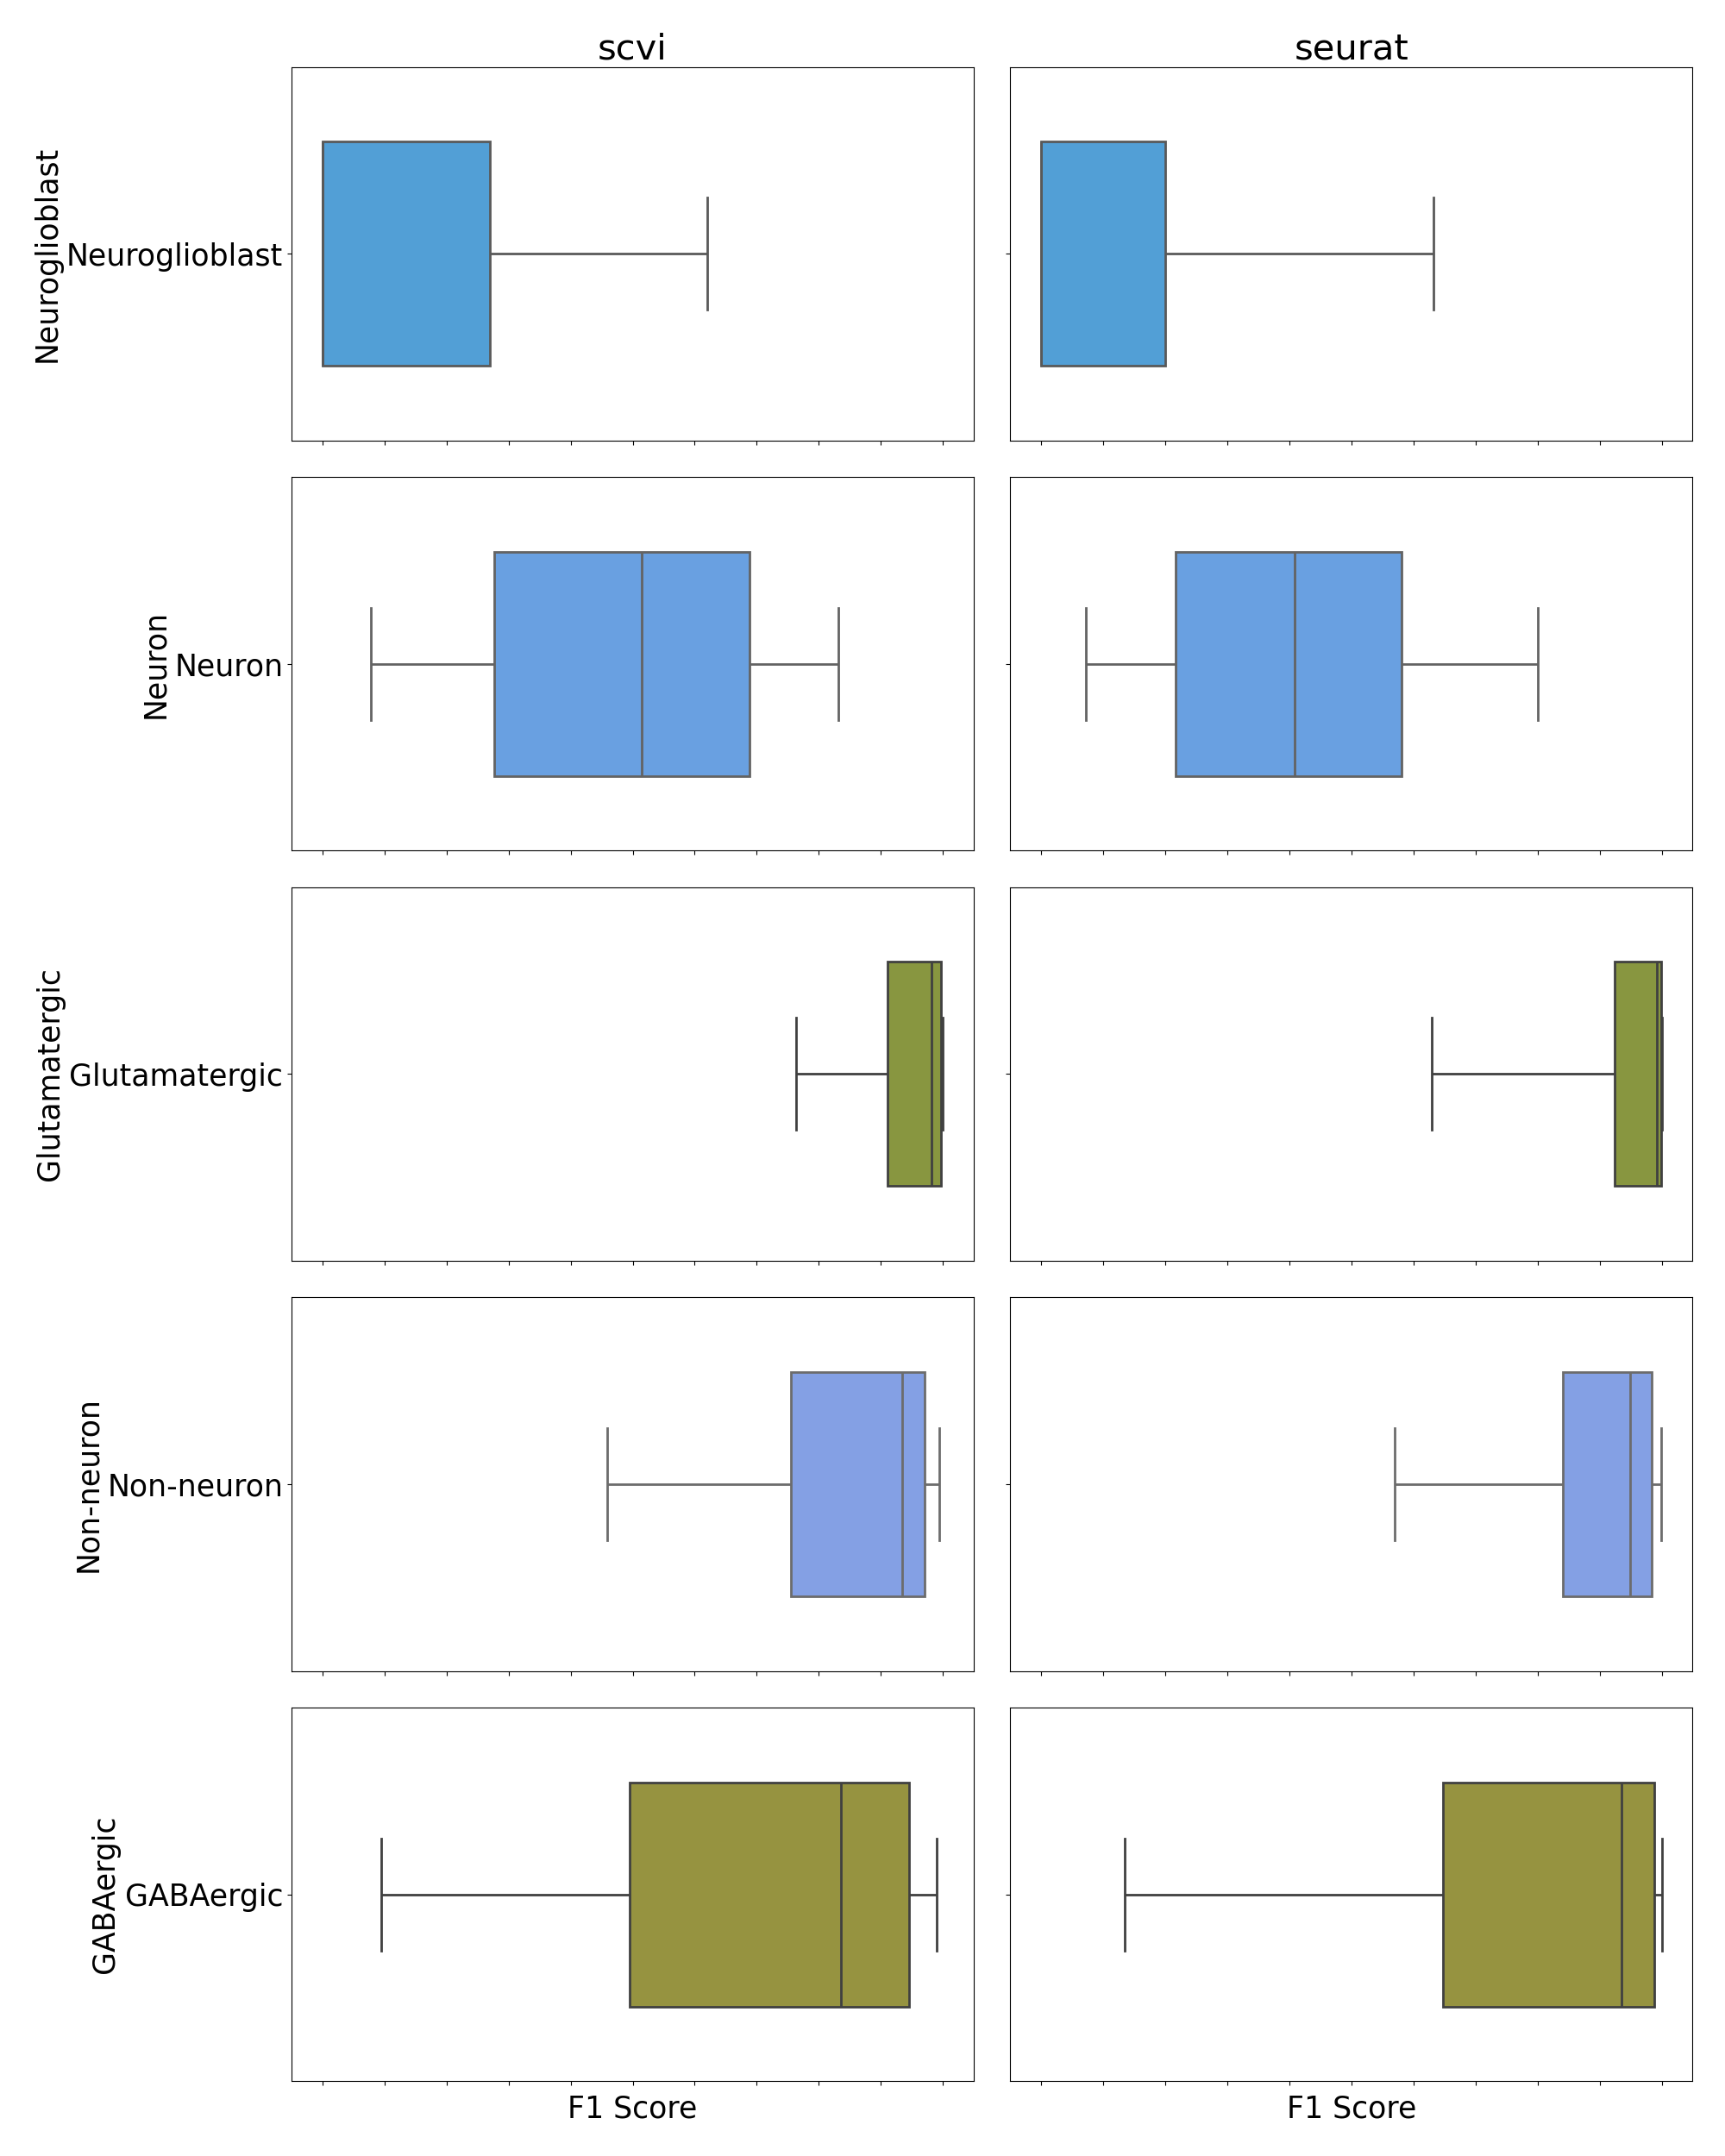 scvi
seurat
Neuroglioblast
Neuroglioblast
Neuron
Neuron
Glutamatergic
Glutamatergic
Non-neuron
Non-neuron
GABAergic
GABAergic
F1 Score
F1 Score